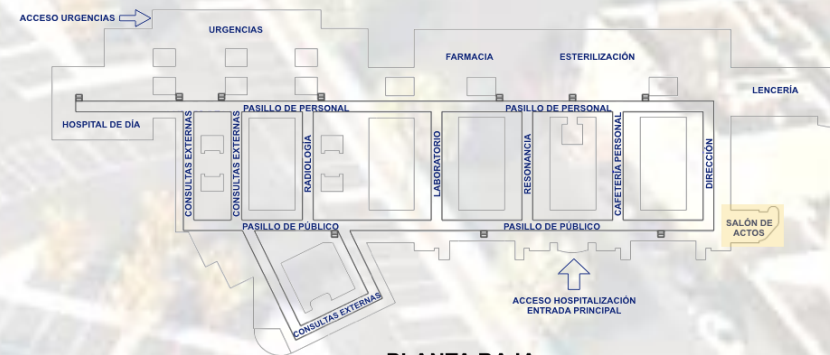 ACCESO URGENCIAS
URGENCIAS
FARMACIA
ESTERILIZACIÓN
LENCERÍA
PASILLO DE PERSONAL
PASILLO DE PERSONAL
HOSPITAL DE DÍA
CONSULTAS EXTERNAS
CONSULTAS EXTERNAS
RADIOLOGÍA
LABORATORIO
RESONANCIA
CAFETERÍA PERSONAL
DIRECCIÓN
PASILLO DE PÚBLICO
PASILLO DE PÚBLICO
SALÓN DE
ACTOS
CONSULTAS EXTERNAS
ACCESO HOSPITALIZACIÓN
ENTRADA PRINCIPAL
PLANTA BAJA